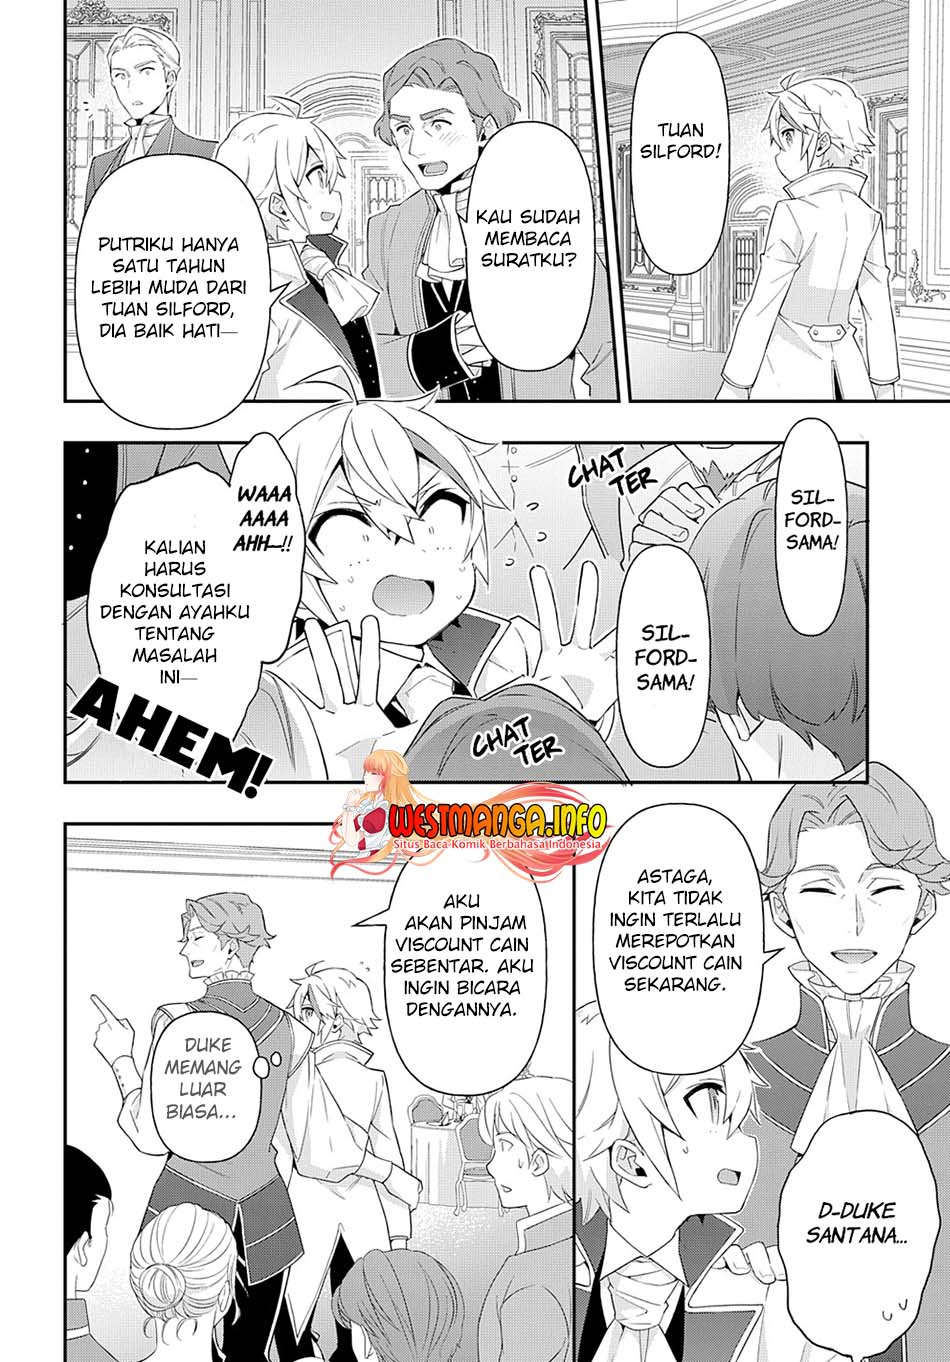 TUAN
SILFORD!
KAU SUDAH
MEMBACA
SURATKU?
PUTRIKU HANYA
SATU TAHUN
LEBIH MUDA DARI
TUAN SILFORD,
DIA BAIK HATI—
SIL-
FORD-
SAMA!
SIL-
FORD-
SAMA!
CHAT
TER
CHAT
TER
WAAA
AAAA
AHH—!!
KALIAN
HARUS
KONSULTASI
DENGAN AYAHKU
TENTANG
MASALAH
INI—
AHEM!
WESTMANGA.INFO
Situs Baca Komik Berbahasa Indonesia
ASTAGA,
KITA TIDAK
INGIN TERLALU
MEREPOTKAN
VISCOUNT CAIN
SEKARANG.
D-DUKE
SANTANA...
AKU
AKAN PINJAM
VISCOUNT CAIN
SEBENTAR. AKU
INGIN BICARA
DENGANNYA.
DUKE
MEMANG
LUAR
BIASA...